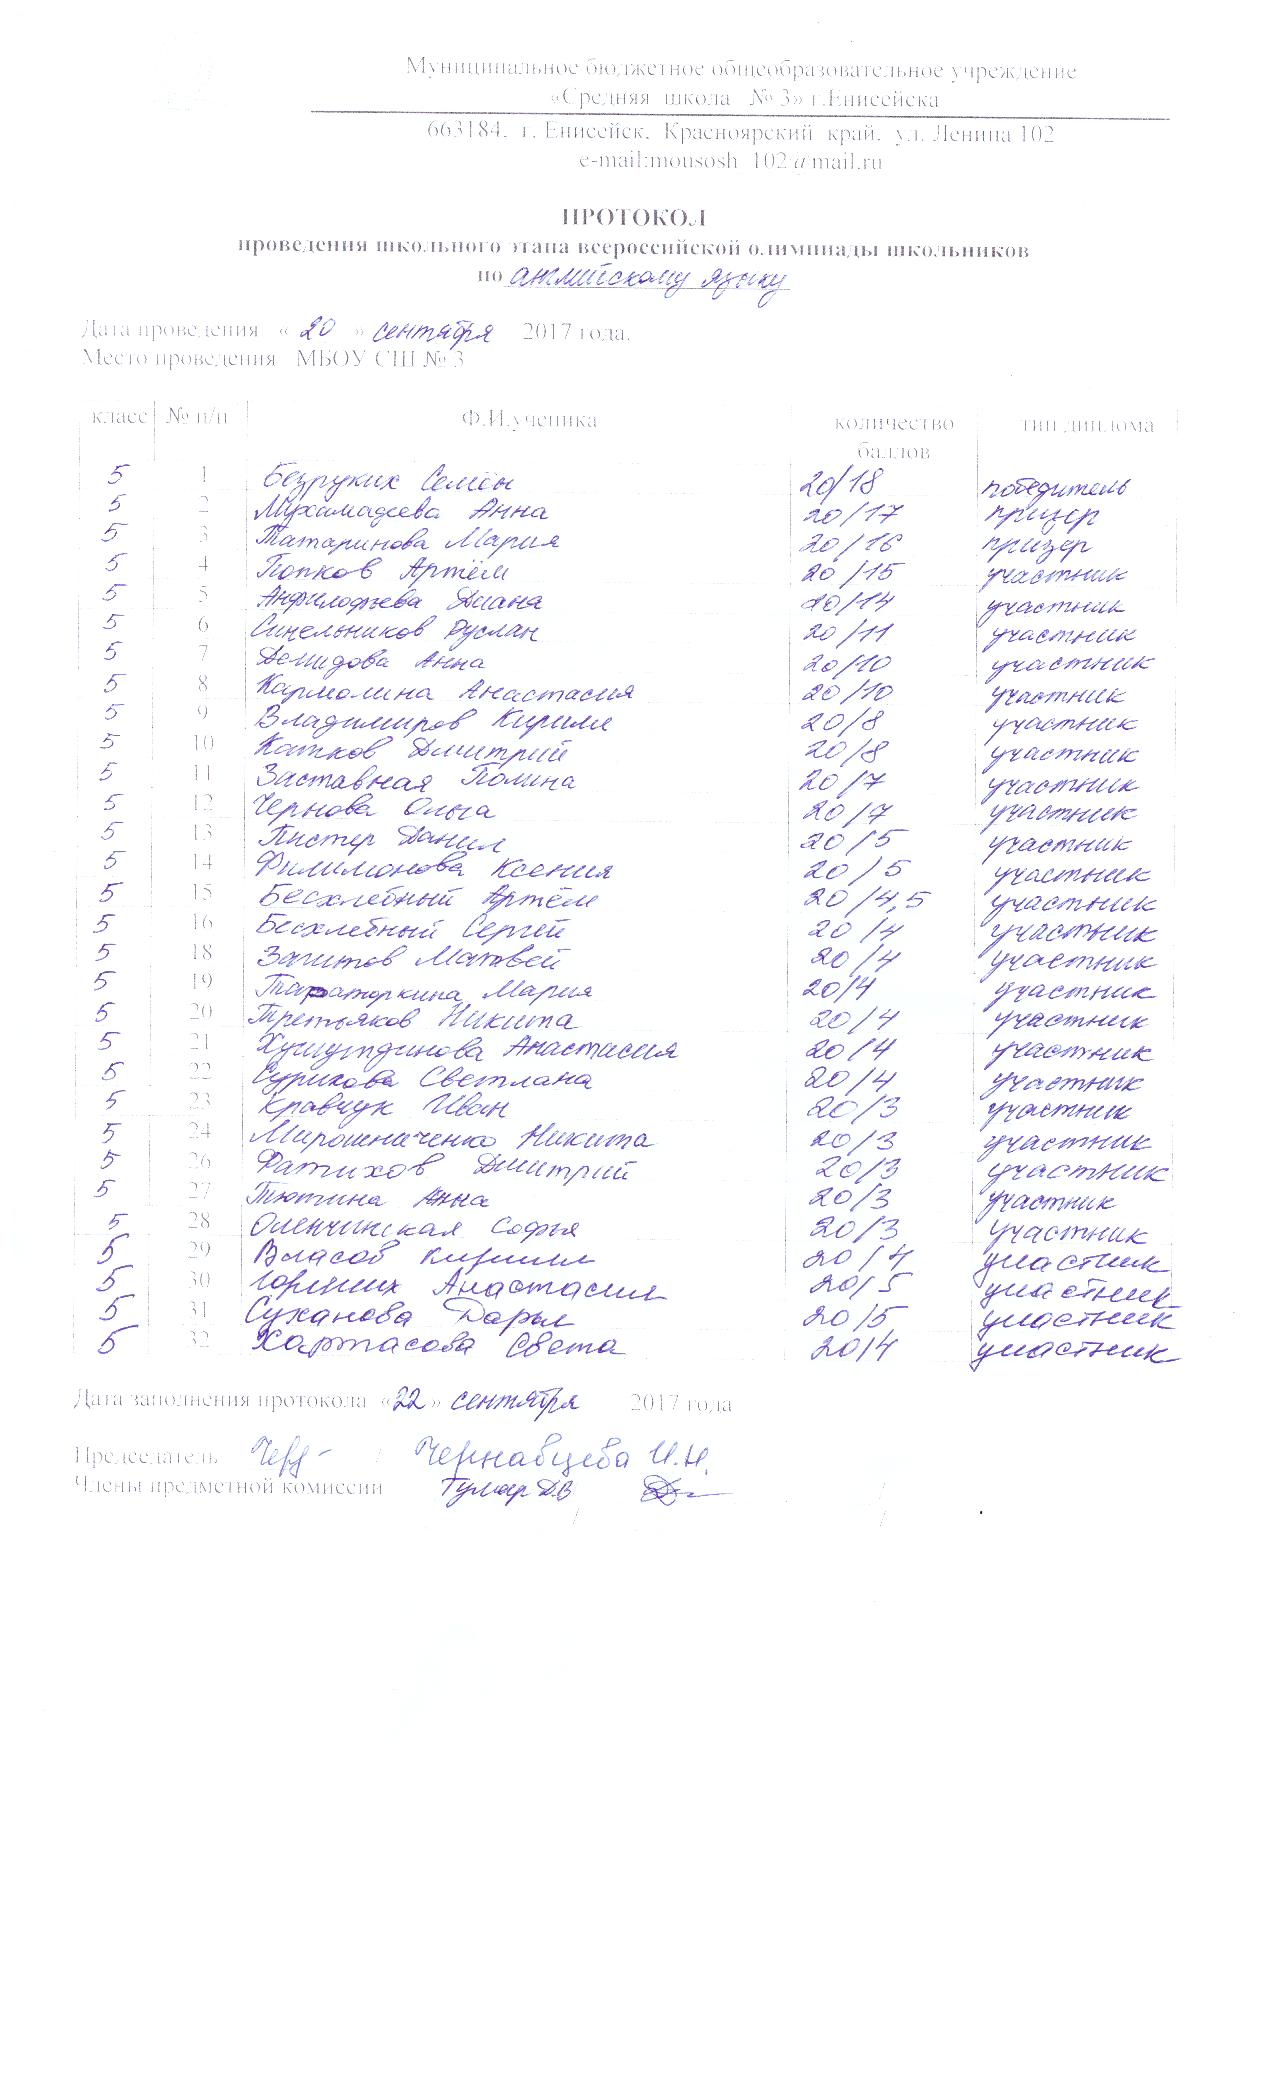 Муниципальное бюджетное общеобразовательное учреждение
«Средняя школа № 3» г.Енисейска
663184, г. Енисейск, Красноярский край, ул. Ленина 102
e-mail:mousosh_102@mail.ru
ПРОТОКОЛ
проведения школьного этапа всероссийской олимпиады школьников
по английскому языку
Дата проведения « 20 » сентября 2017 года.
Место проведения МБОУ СШ № 3
класс № п/п Ф.И.ученика количество баллов тип диплома
5 1 Безруких Семён 20/18 победитель
5 2 Мухамадеева Анна 20/17 призер
5 3 Татаринова Мария 20/16 призер
5 4 Попков Артём 20/15 участник
5 5 Анфилофьева Диана 20/14 участник
5 6 Синельников Руслан 20/11 участник
5 7 Демидова Анна 20/10 участник
5 8 Кармолина Анастасия 20/10 участник
5 9 Владимиров Кирилл 20/8 участник
5 10 Катков Дмитрий 20/8 участник
5 11 Заставная Полина 20/7 участник
5 12 Чернова Ольга 20/7 участник
5 13 Пистер Данил 20/5 участник
5 14 Филимонова Ксения 20/5 участник
5 15 Бесхлебный Артём 20/4,5 участник
5 16 Бесхлебный Сергей 20/4 участник
5 18 Загитов Матвей 20/4 участник
5 19 Тараторкина Мария 20/4 участник
5 20 Третьяков Никита 20/4 участник
5 21 Анастасия 20/4 участник
5 22 Сурикова Светлана 20/4 участник
5 23 Кравчук Иван 20/3 участник
5 24 Мирошниченко Никита 20/3 участник
5 26 Фатихов Дмитрий 20/3 участник
5 27 Тютина Анна 20/3 участник
5 28 Оленчинская Софья 20/3 участник
5 29 Власов Кирилл 20/4 участник
5 30 Анастасия 20/5 участник
5 31 Суханова Дарья 20/5 участник
5 32 Хартасова Света 20/4 участник
Дата заполнения протокола «22» сентября 2017 года
Председатель / Чернавцева И.Н.
Члены предметной комиссии Тумар Д.В